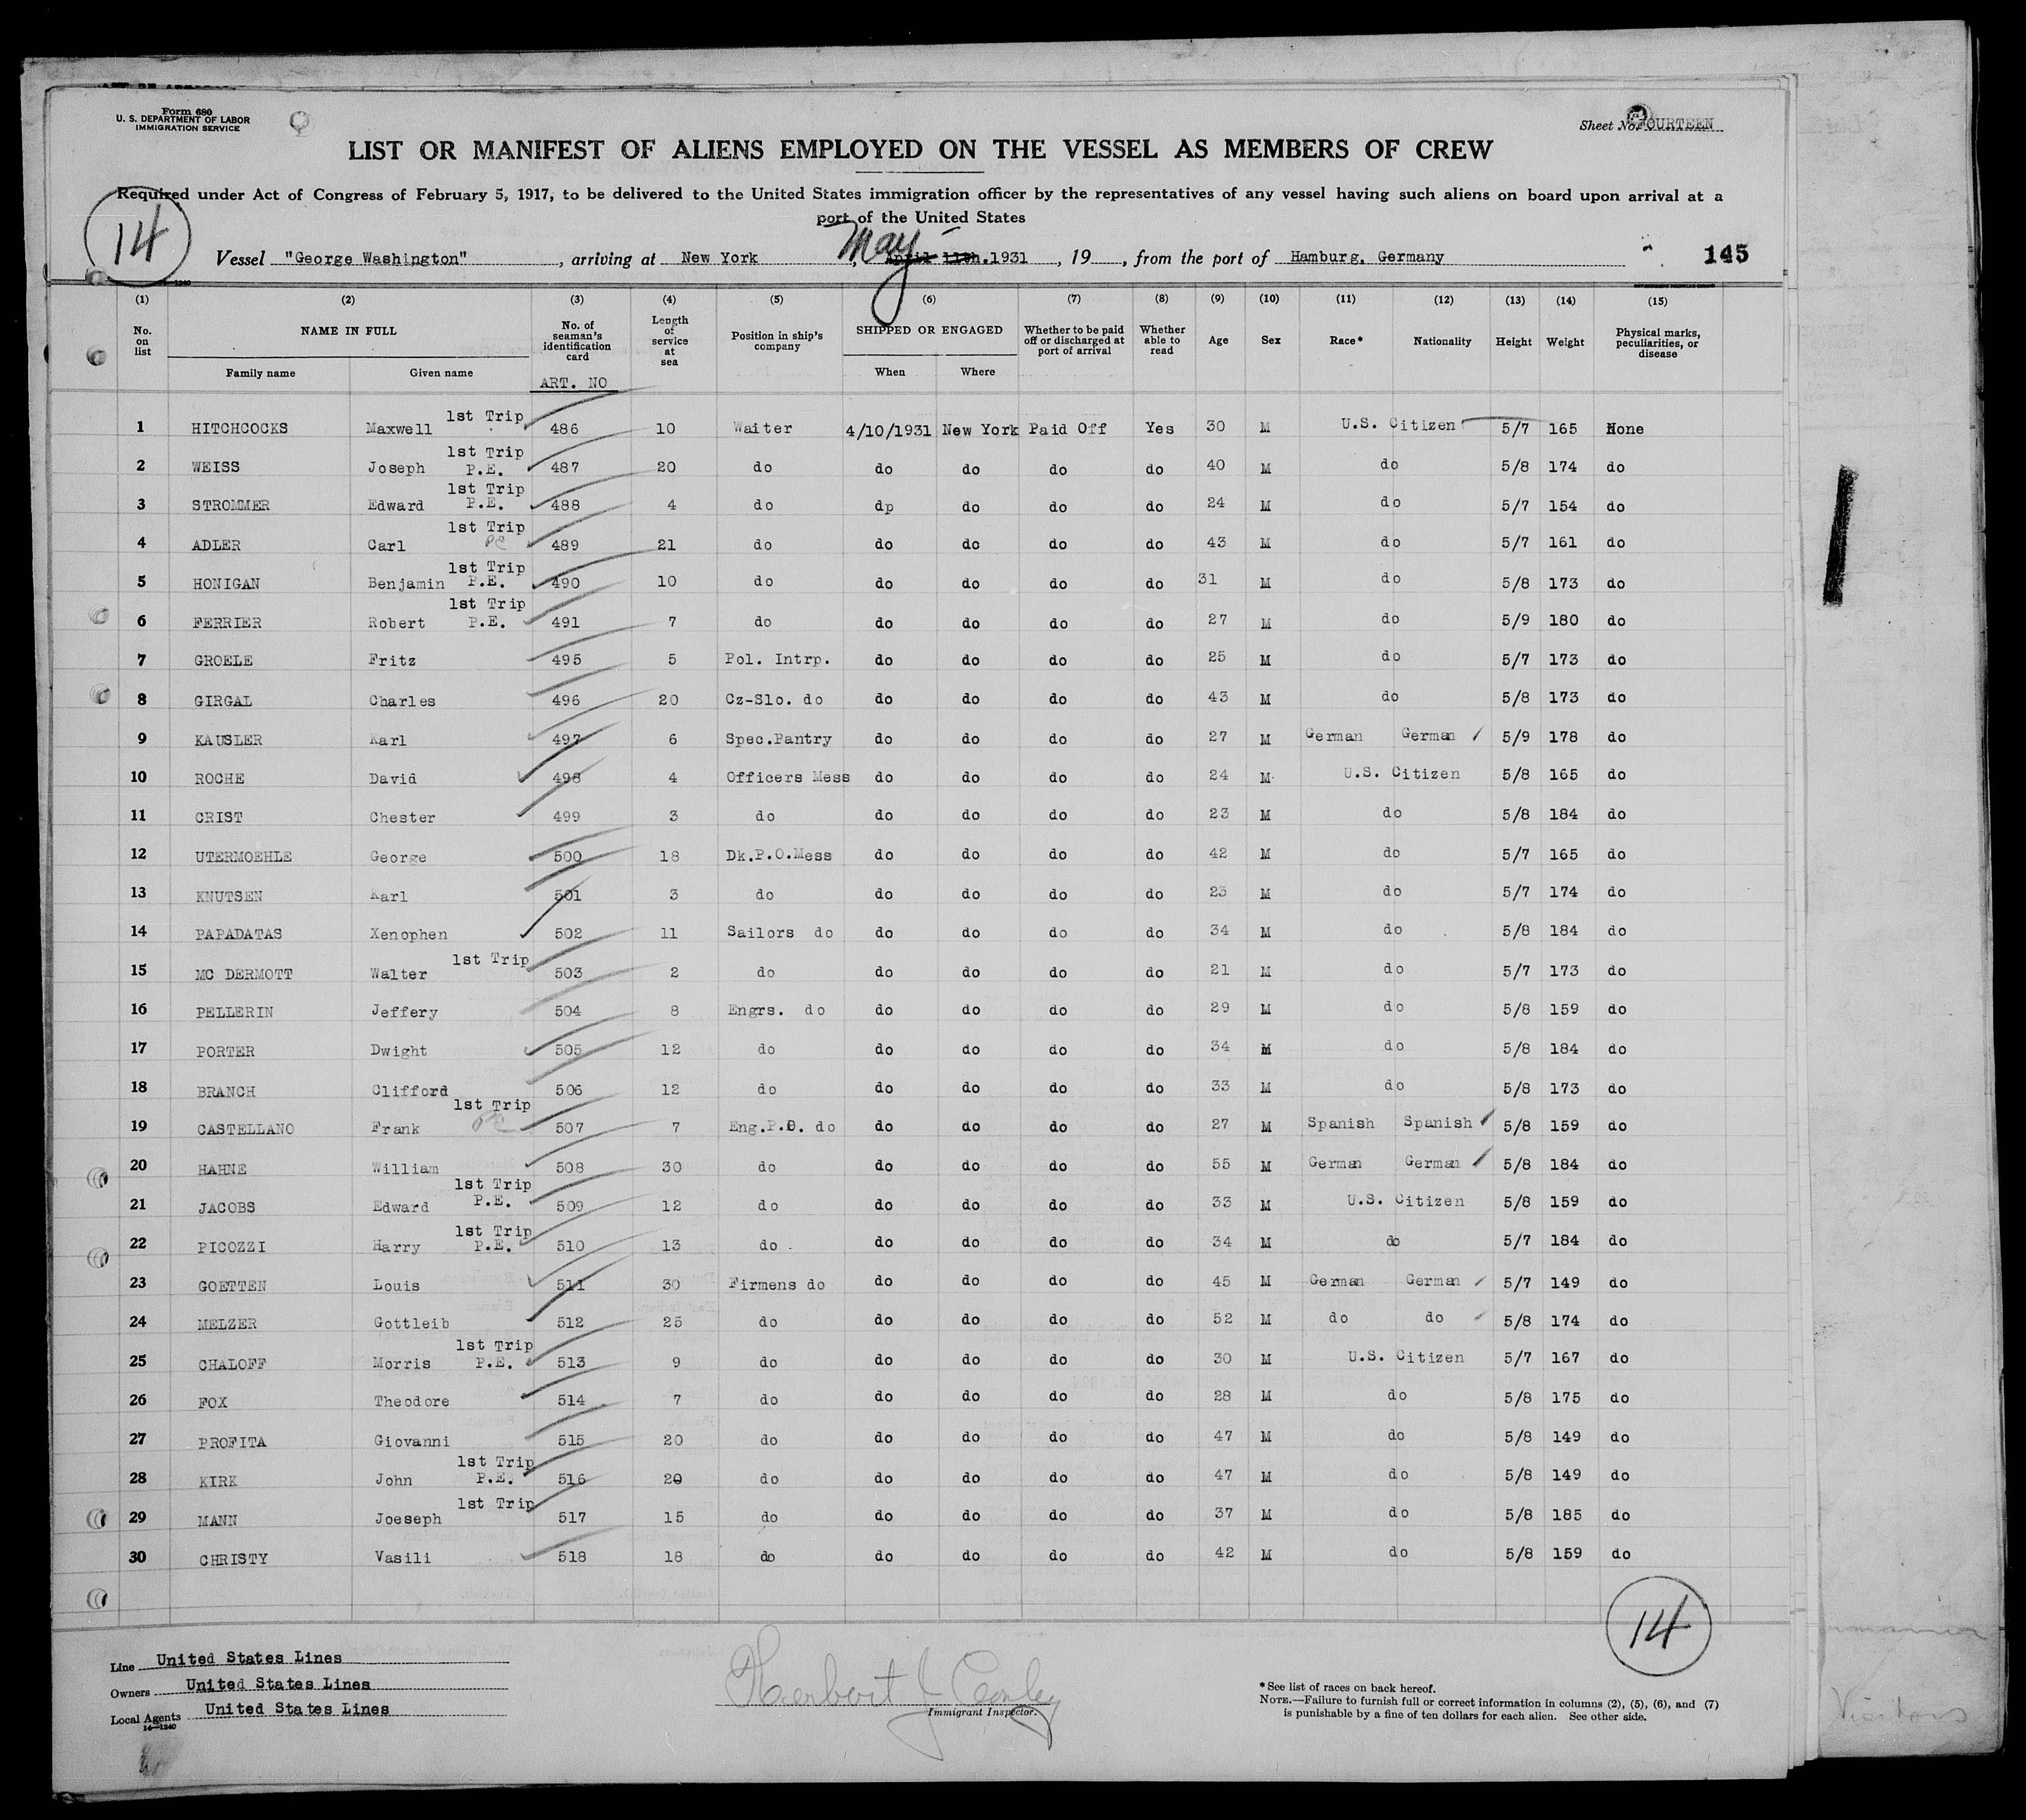 Form 680
U. S. DEPARTMENT OF LABOR
IMMIGRATION SERVICE
Sheet No. FOURTEEN
LIST OR MANIFEST OF ALIENS EMPLOYED ON THE VESSEL AS MEMBERS OF CREW
Required under Act of Congress of February 5, 1917, to be delivered to the United States immigration officer by the representatives of any vessel having such aliens on board upon arrival at a
port of the United States
14
May
Vessel "George Washington", arriving at New York, April 11th.1931, 19, from the port of Hamburg, Germany 145
(1) (2) (3) (4) (5) (6) (7) (8) (9) (10) (11) (12) (13) (14) (15)
No. on list NAME IN FULL Family name Given name No. of seaman's identification card ART. NO Length of service at sea Position in ship's company SHIPPED OR ENGAGED When Where Whether to be paid off or discharged at port of arrival Whether able to read Age Sex Race* Nationality Height Weight Physical marks, peculiarities, or disease
1 HITCHCOCKS Maxwell 1st Trip 486 10 Waiter 4/10/1931 New York Paid Off Yes 30 M U.S. Citizen 5/7 165 None
2 WEISS Joseph 1st Trip P.E. 487 20 do do do do do 40 M do 5/8 174 do
3 STROMMER Edward 1st Trip P.E. 488 4 do dp do do do 24 M do 5/7 154 do
4 ADLER Carl 1st Trip PE 489 21 do do do do do 43 M do 5/7 161 do
5 HONIGAN Benjamin 1st Trip P.E. 490 10 do do do do do 31 M do 5/8 173 do
6 FERRIER Robert 1st Trip P.E. 491 7 do do do do do 27 M do 5/9 180 do
7 GROELE Fritz 495 5 Pol. Intrp. do do do do 25 M do 5/7 173 do
8 GIRGAL Charles 496 20 Cz-Slo. do do do do do 43 M do 5/8 173 do
9 KAUSLER Karl 497 6 Spec.Pantry do do do do 27 M German German 5/9 178 do
10 ROCHE David 498 4 Officers Mess do do do do 24 M U.S. Citizen 5/8 165 do
11 CRIST Chester 499 3 do do do do do 23 M do 5/8 184 do
12 UTERMOEHLE George 500 18 Dk.P.O.Mess do do do do 42 M do 5/7 165 do
13 KNUTSEN Karl 501 3 do do do do do 23 M do 5/7 174 do
14 PAPADATAS Xenophen 502 11 Sailors do do do do do 34 M do 5/8 184 do
15 MC DERMOTT Walter 1st Trip 503 2 do do do do do 21 M do 5/7 173 do
16 PELLERIN Jeffery 504 8 Engrs. do do do do do 29 M do 5/8 159 do
17 PORTER Dwight 505 12 do do do do do 34 M do 5/8 184 do
18 BRANCH Clifford 506 12 do do do do do 33 M do 5/8 173 do
19 CASTELLANO Frank 1st Trip PE 507 7 Eng.P.O. do do do do do 27 M Spanish Spanish 5/8 159 do
20 HAHNE William 508 30 do do do do do 55 M German German 5/8 184 do
21 JACOBS Edward 1st Trip P.E. 509 12 do do do do do 33 M U.S. Citizen 5/8 159 do
22 PICOZZI Harry 1st Trip P.E. 510 13 do do do do do 34 M do 5/7 184 do
23 GOETTEN Louis 511 30 Firmens do do do do do 45 M German German 5/7 149 do
24 MELZER Gottleib 512 25 do do do do do 52 M do do 5/8 174 do
25 CHALOFF Morris 1st Trip P.E. 513 9 do do do do do 30 M U.S. Citizen 5/7 167 do
26 FOX Theodore 514 7 do do do do do 28 M do 5/8 175 do
27 PROFITA Giovanni 515 20 do do do do do 47 M do 5/8 149 do
28 KIRK John 1st Trip P.E. 516 20 do do do do do 47 M do 5/8 149 do
29 MANN Joeseph 1st Trip 517 15 do do do do do 37 M do 5/8 185 do
30 CHRISTY Vasili 518 18 do do do do do 42 M do 5/8 159 do
14
Line United States Lines
Owners United States Lines
Local Agents United States Lines
14—1240
Herbert J
Immigrant Inspector.
*See list of races on back hereof.
NOTE.—Failure to furnish full or correct information in columns (2), (5), (6), and (7)
is punishable by a fine of ten dollars for each alien. See other side.
Visitors